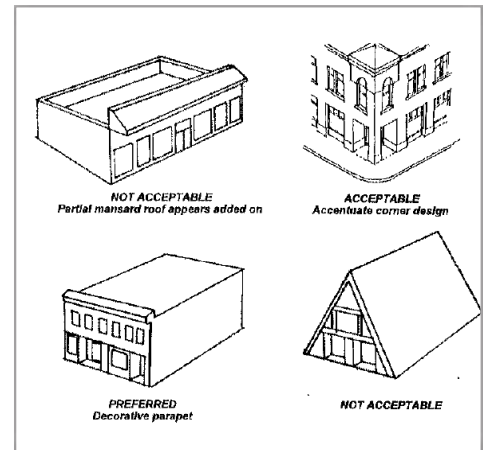 NOT ACCEPTABLE
Partial mansard roof appears added on
ACCEPTABLE
Accentuate corner design
PREFERRED
Decorative parapet
NOT ACCEPTABLE